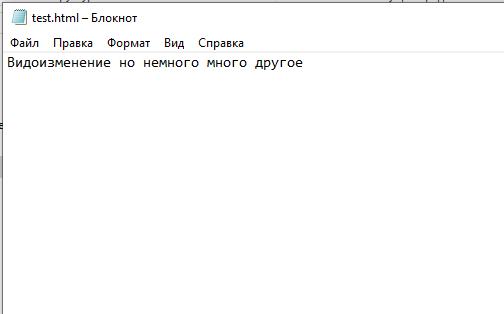 test.html – Блокнот
Файл Правка Формат Вид Справка
Видоизменение но немного много другое